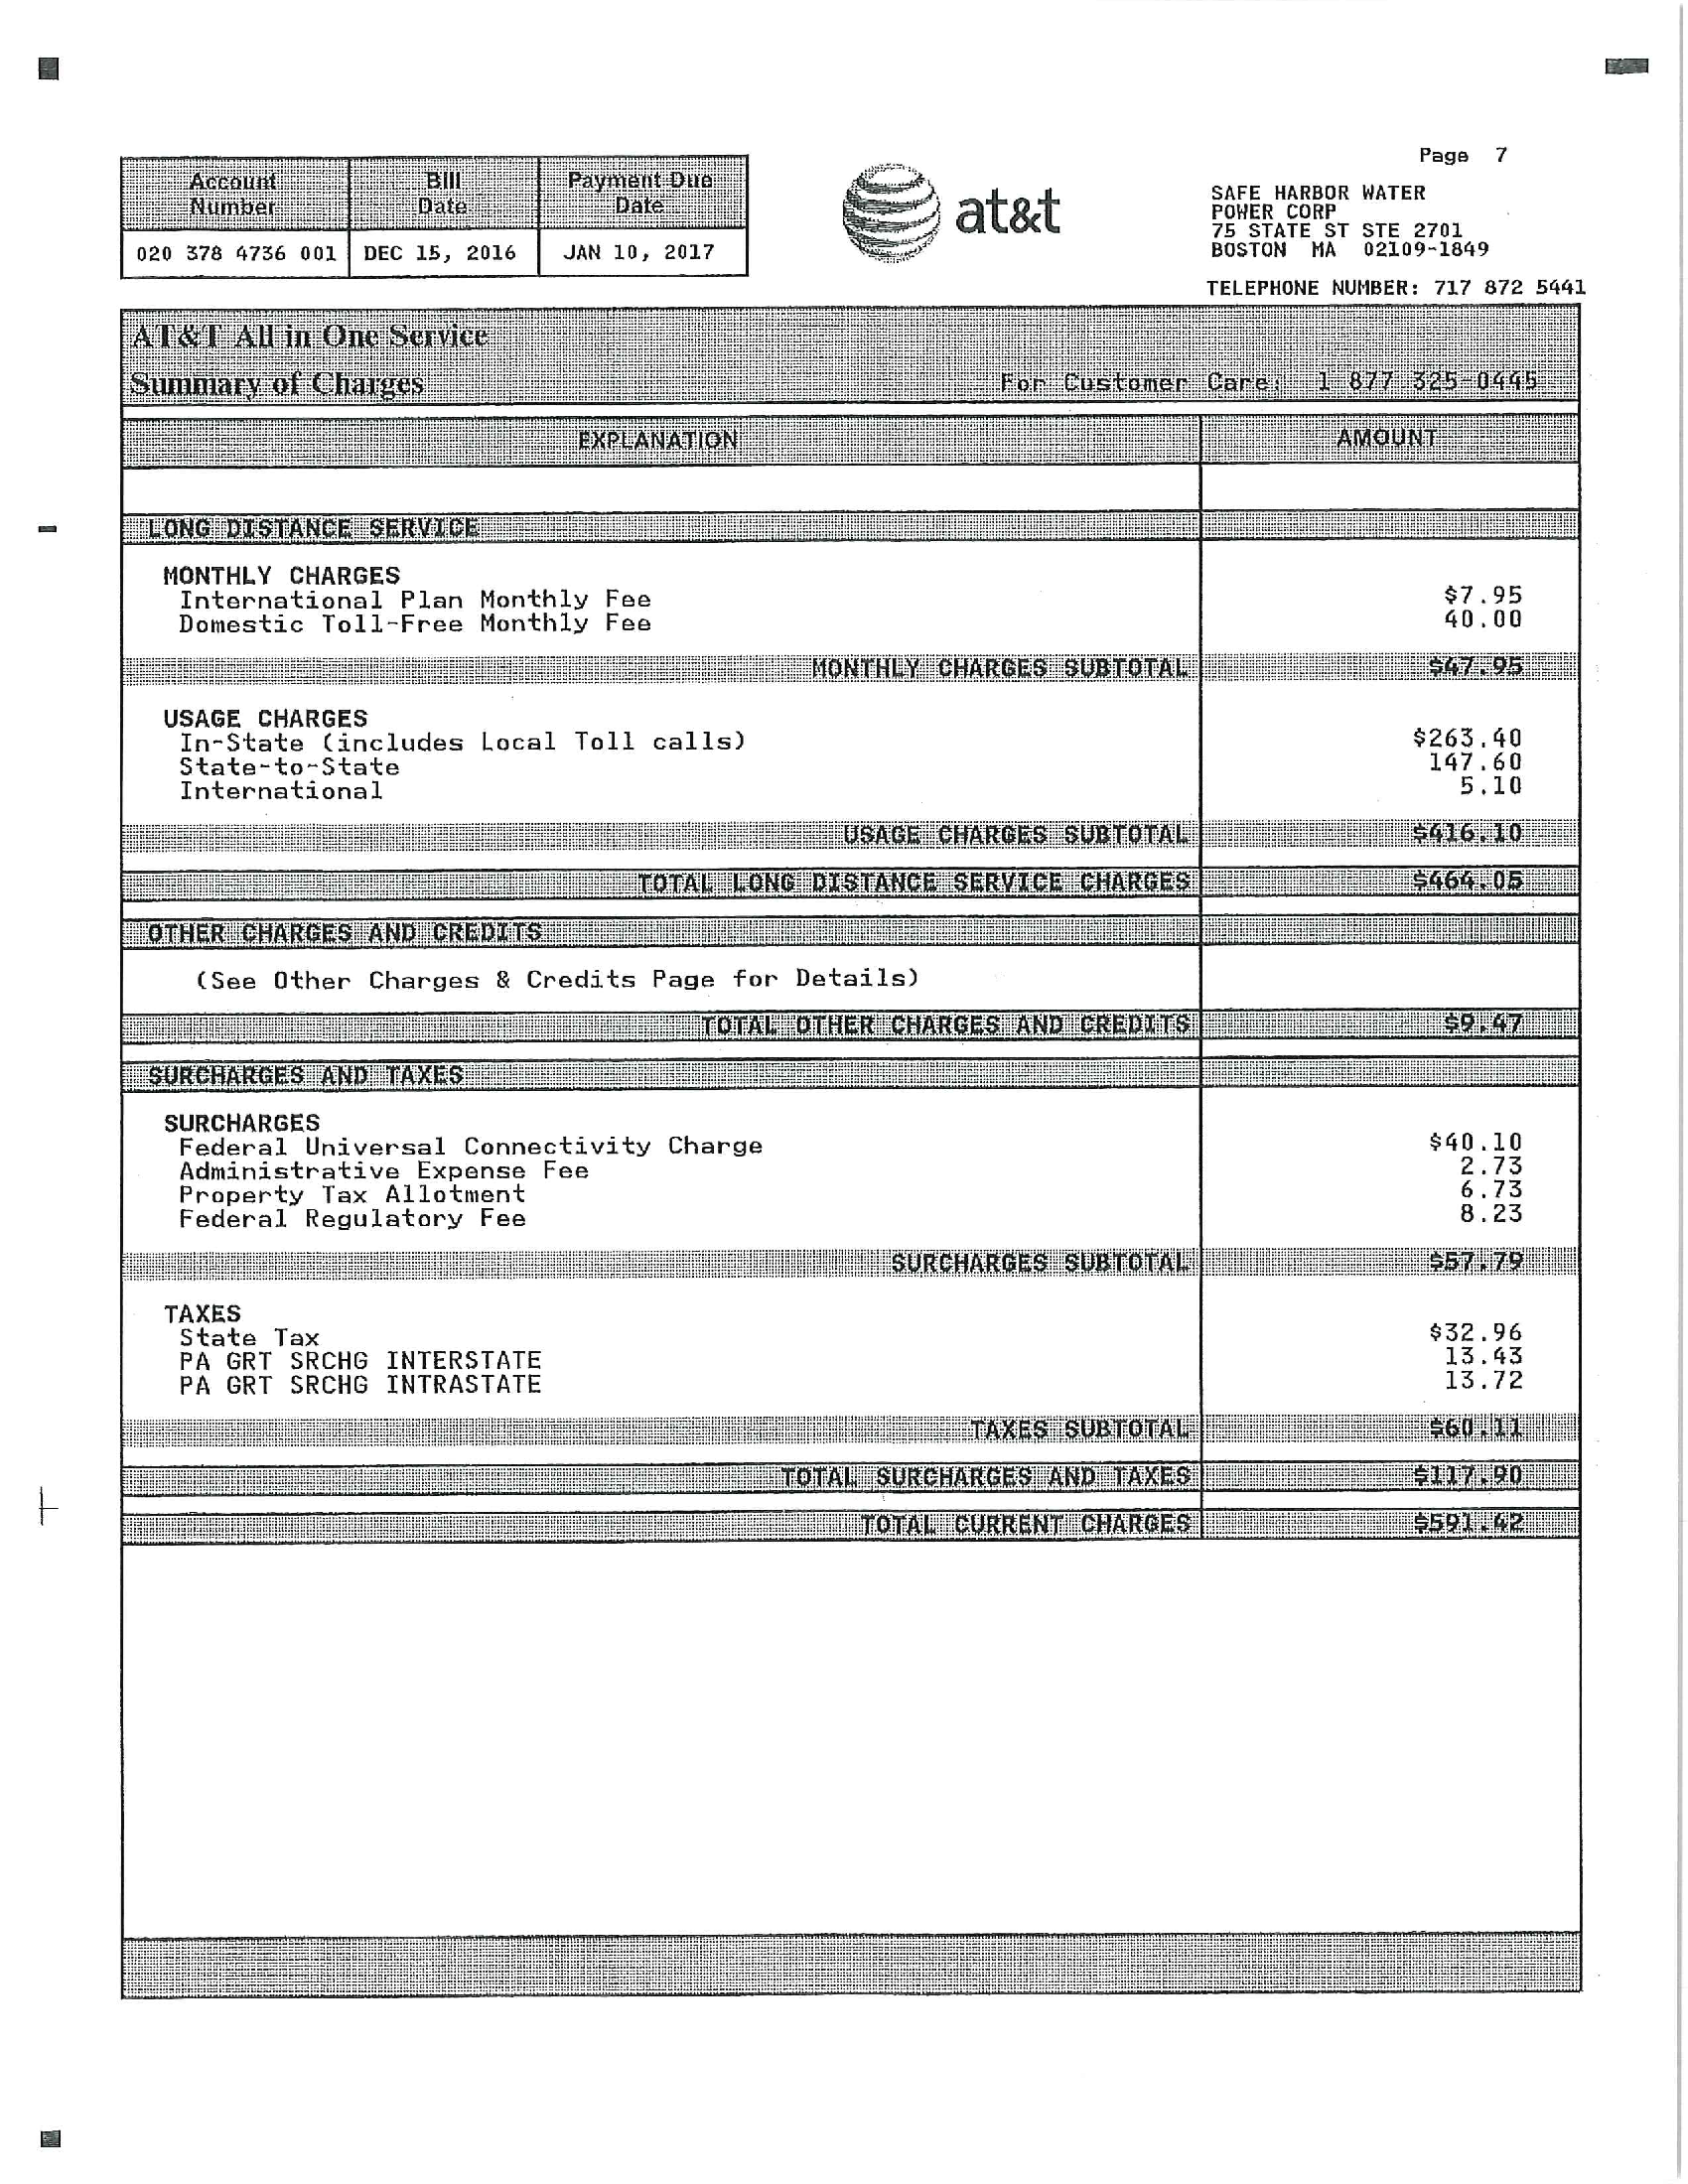 Page 7
Account Number Bill Date Payment Due Date
020 378 4736 001 DEC 15, 2016 JAN 10, 2017
at&t
SAFE HARBOR WATER
POWER CORP
75 STATE ST STE 2701
BOSTON MA 02109-1849
TELEPHONE NUMBER: 717 872 5441
AT&T All in One Service
Summary of Charges For Customer Care: 1 877 325-0445
EXPLANATION AMOUNT
LONG DISTANCE SERVICE
MONTHLY CHARGES
International Plan Monthly Fee $7.95
Domestic Toll-Free Monthly Fee 40.00
MONTHLY CHARGES SUBTOTAL $47.95
USAGE CHARGES
In-State (includes Local Toll calls) $263.40
State-to-State 147.60
International 5.10
USAGE CHARGES SUBTOTAL $416.10
TOTAL LONG DISTANCE SERVICE CHARGES $464.05
OTHER CHARGES AND CREDITS
(See Other Charges & Credits Page for Details)
TOTAL OTHER CHARGES AND CREDITS $9.47
SURCHARGES AND TAXES
SURCHARGES
Federal Universal Connectivity Charge $40.10
Administrative Expense Fee 2.73
Property Tax Allotment 6.73
Federal Regulatory Fee 8.23
SURCHARGES SUBTOTAL $57.79
TAXES
State Tax $32.96
PA GRT SRCHG INTERSTATE 13.43
PA GRT SRCHG INTRASTATE 13.72
TAXES SUBTOTAL $60.11
TOTAL SURCHARGES AND TAXES $117.90
TOTAL CURRENT CHARGES $591.42